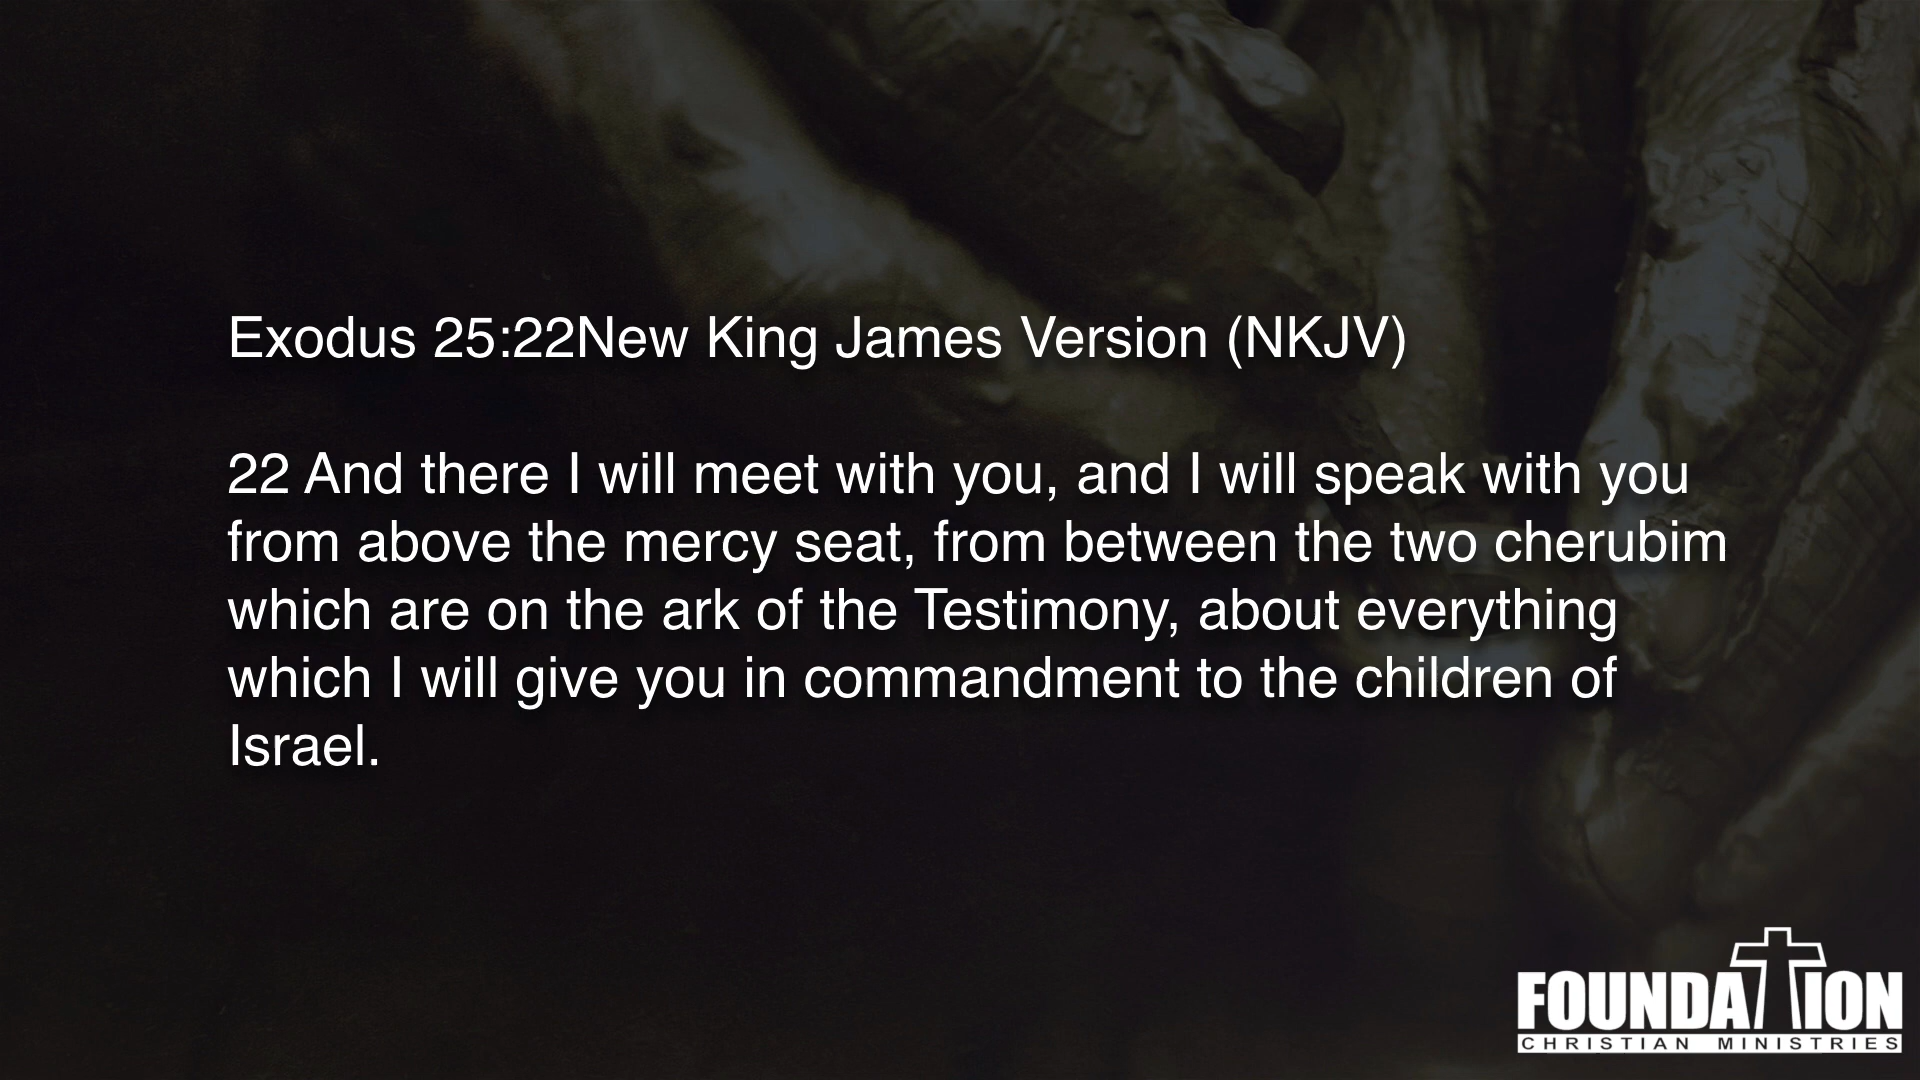 Exodus 25:22New King James Version (NKJV)
22 And there I will meet with you, and I will speak with you
from above the mercy seat, from between the two cherubim
which are on the ark of the Testimony, about everything
which I will give you in commandment to the children of
Israel.
FOUNDATION
CHRISTIAN MINISTRIES